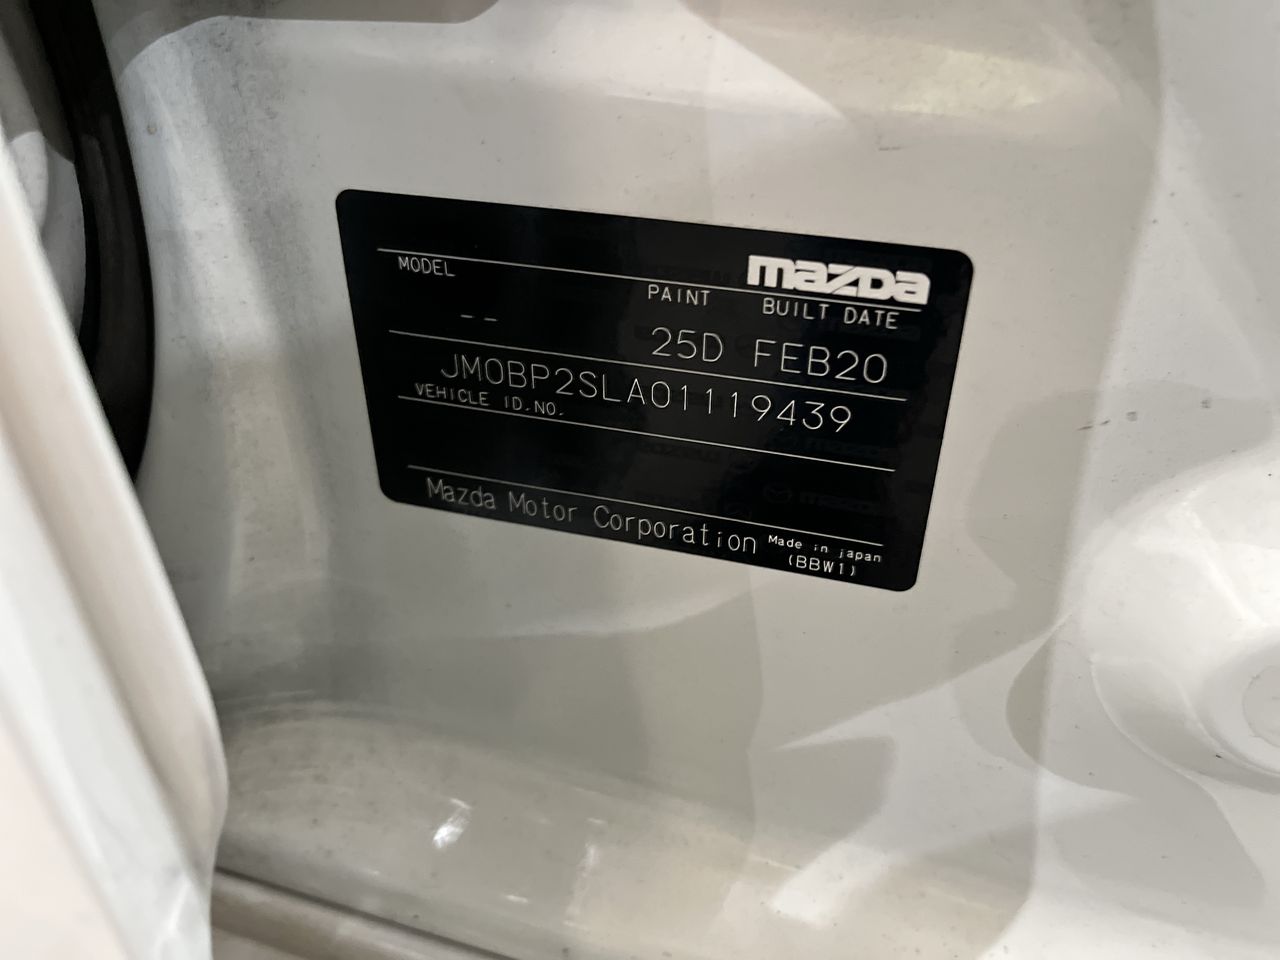 mazda
MODEL PAINT BUILT DATE
-- 25D FEB20
JM0BP2SLA01119439
VEHICLE ID.NO.
Mazda Motor Corporation Made in japan
(BBW1)